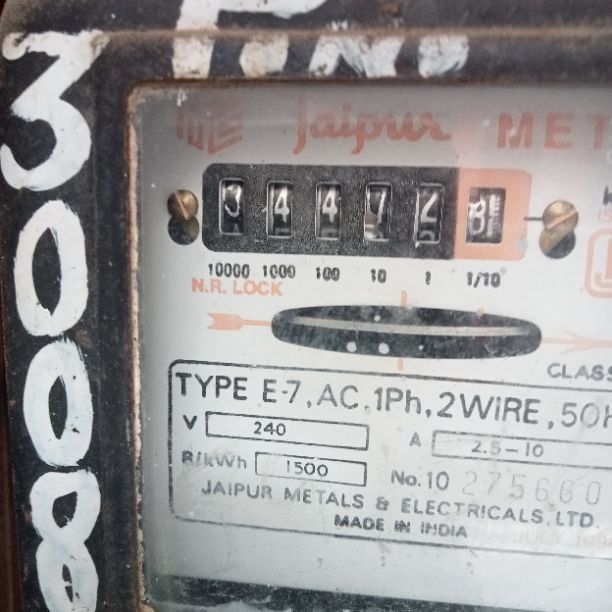 3008
Jaipur METE
3 4 4 7 2 8
10000 1000 100 10 1 1/10
N.R. LOCK
CLASS
TYPE E-7, AC, 1Ph, 2WIRE, 50
V 240 A 2.5-10
R/kWh 1500 No.10 275660
JAIPUR METALS & ELECTRICALS. LTD.
MADE IN INDIA